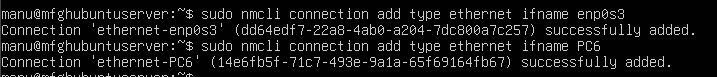 manu@mfghubuntuserver:~$ sudo nmcli connection add type ethernet ifname enp0s3
Connection 'ethernet-enp0s3' (dd64edf7-22a8-4ab0-a204-7dc800a7c257) successfully added.
manu@mfghubuntuserver:~$ sudo nmcli connection add type ethernet ifname PC6
Connection 'ethernet-PC6' (14e6fb5f-71c7-493e-9a1a-65f69164fb67) successfully added.